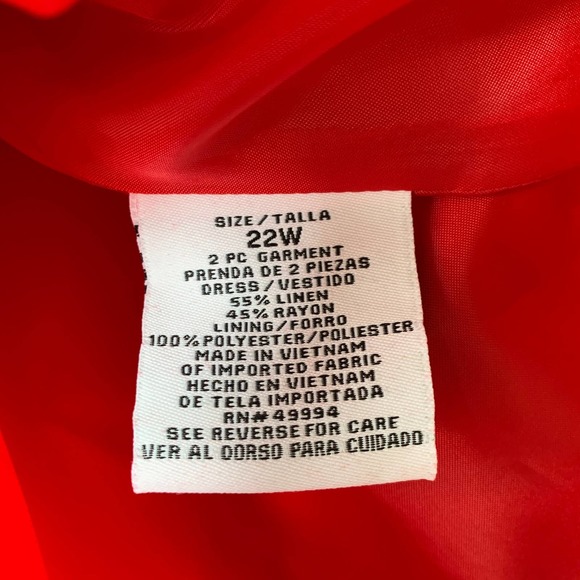 SIZE/TALLA
22W
2 PC GARMENT
PRENDA DE 2 PIEZAS
DRESS/VESTIDO
55% LINEN
45% RAYON
LINING/FORRO
100% POLYESTER/POLIESTER
MADE IN VIETNAM
OF IMPORTED FABRIC
HECHO EN VIETNAM
DE TELA IMPORTADA
RN# 49994
SEE REVERSE FOR CARE
VER AL DORSO PARA CUIDADO